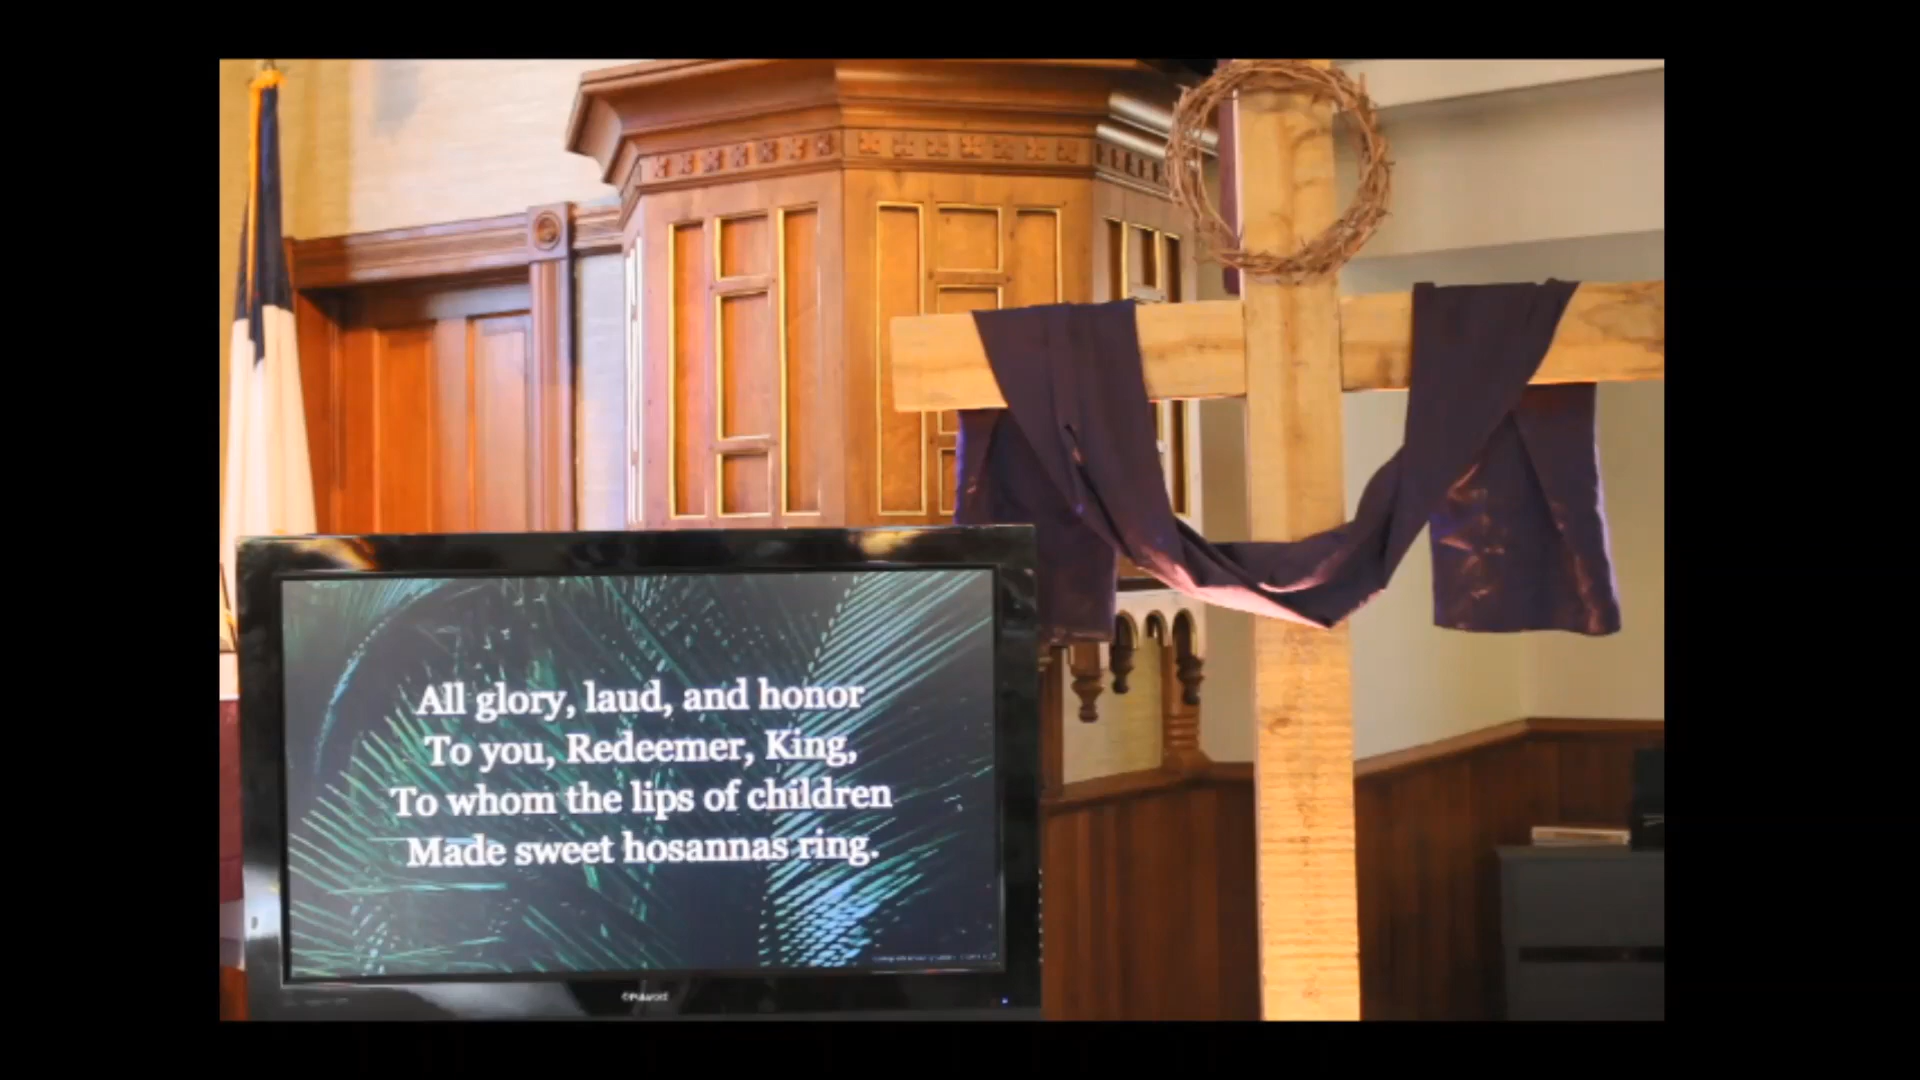 All glory, laud, and honor
To you, Redeemer, King,
To whom the lips of children
Made sweet hosannas ring.
Polaroid